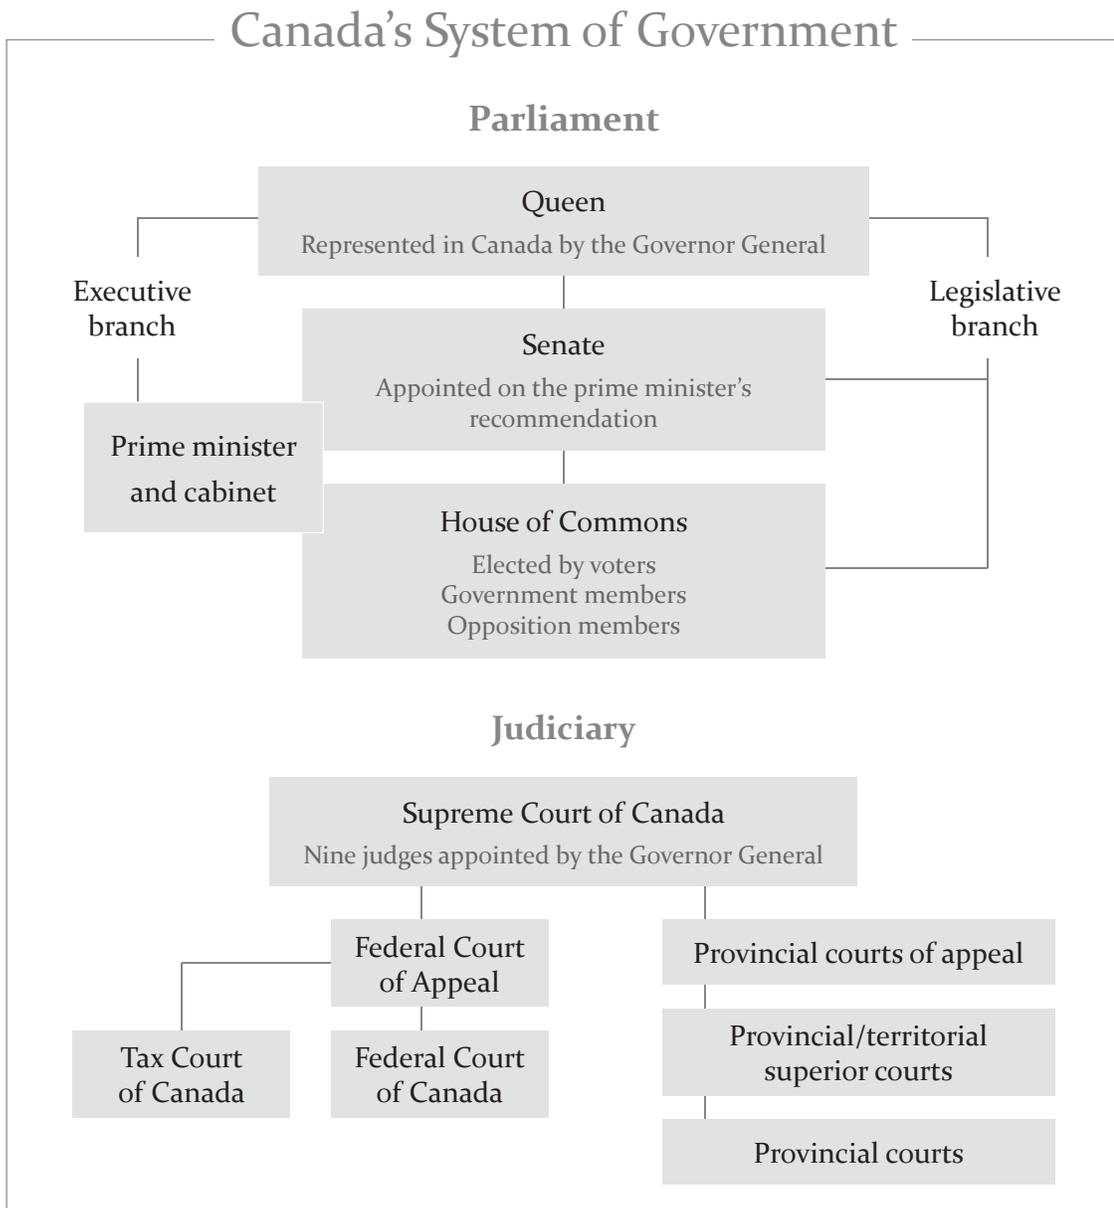 Canada's System of Government
Parliament
Queen
Represented in Canada by the Governor General
Executive
branch
Legislative
branch
Senate
Appointed on the prime minister's
recommendation
Prime minister
and cabinet
House of Commons
Elected by voters
Government members
Opposition members
Judiciary
Supreme Court of Canada
Nine judges appointed by the Governor General
Federal Court
of Appeal
Provincial courts of appeal
Tax Court
of Canada
Federal Court
of Canada
Provincial/territorial
superior courts
Provincial courts